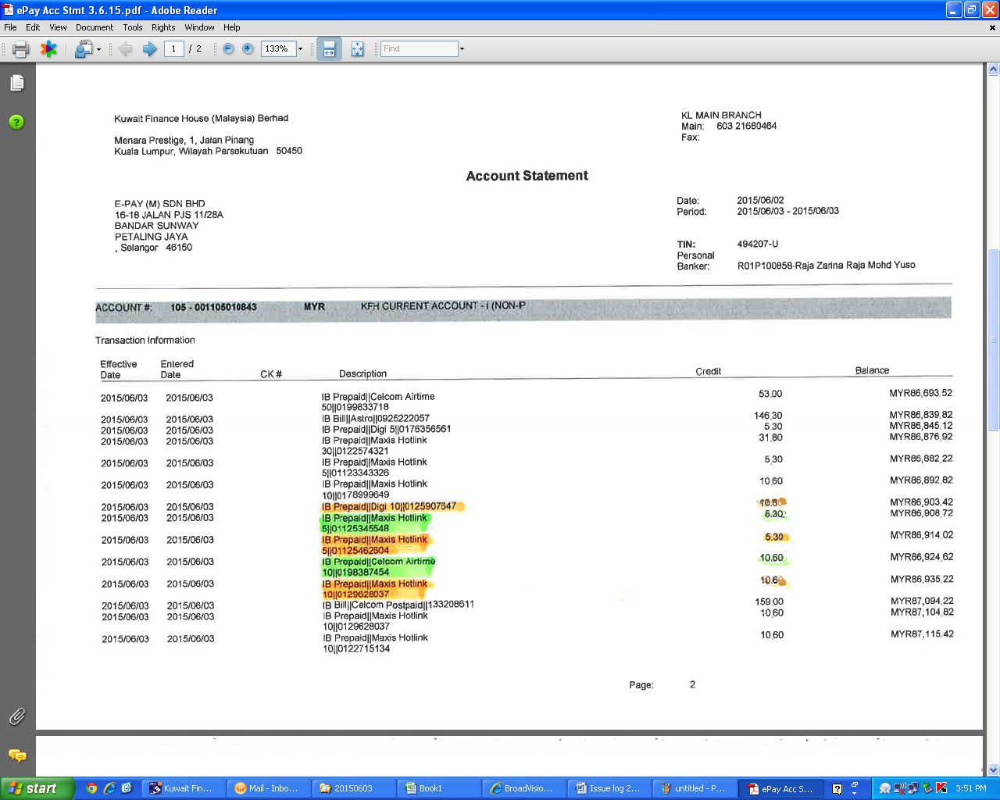 ePay Acc Stmt 3.6.15.pdf - Adobe Reader
File Edit View Document Tools Rights Window Help
1 / 2 133% Find
Kuwait Finance House (Malaysia) Berhad
Menara Prestige, 1, Jalan Pinang
Kuala Lumpur, Wilayah Persekutuan 50450
KL MAIN BRANCH
Main: 603 21680464
Fax:
Account Statement
E-PAY (M) SDN BHD
16-18 JALAN PJS 11/28A
BANDAR SUNWAY
PETALING JAYA
, Selangor 46150
Date: 2015/06/02
Period: 2015/06/03 - 2015/06/03
TIN: 494207-U
Personal
Banker: R01P100858-Raja Zarina Raja Mohd Yuso
ACCOUNT #: 105 - 001105010843 MYR KFH CURRENT ACCOUNT - i (NON-P
Transaction Information
Effective Date Entered Date CK # Description Credit Balance
2015/06/03 2015/06/03 IB Prepaid||Celcom Airtime 53.00 MYR86,693.52
50||0199833718
2015/06/03 2015/06/03 IB Bill||Astro||0925222057 146.30 MYR86,839.82
2015/06/03 2015/06/03 IB Prepaid||Digi 5||0176356561 5.30 MYR86,845.12
2015/06/03 2015/06/03 IB Prepaid||Maxis Hotlink 31.80 MYR86,876.92
30||0122574321
2015/06/03 2015/06/03 IB Prepaid||Maxis Hotlink 5.30 MYR86,882.22
5||01123343326
2015/06/03 2015/06/03 IB Prepaid||Maxis Hotlink 10.60 MYR86,892.82
10||0178999649
2015/06/03 2015/06/03 IB Prepaid||Digi 10||0125907647 10.60 MYR86,903.42
2015/06/03 2015/06/03 IB Prepaid||Maxis Hotlink 5.30 MYR86,908.72
5||01125345548
2015/06/03 2015/06/03 IB Prepaid||Maxis Hotlink 5.30 MYR86,914.02
5||01125462604
2015/06/03 2015/06/03 IB Prepaid||Celcom Airtime 10.60 MYR86,924.62
10||0198387454
2015/06/03 2015/06/03 IB Prepaid||Maxis Hotlink 10.60 MYR86,935.22
10||0129628037
2015/06/03 2015/06/03 IB Bill||Celcom Postpaid||133208611 159.00 MYR87,094.22
2015/06/03 2015/06/03 IB Prepaid||Maxis Hotlink 10.60 MYR87,104.82
10||0129628037
2015/06/03 2015/06/03 IB Prepaid||Maxis Hotlink 10.60 MYR87,115.42
10||0122715134
Page: 2
start Kuwait Fin... Mail - Inbo... 20150603 Book1 BroadVisio... Issue log 2... untitled - P... ePay Acc S... 3:51 PM